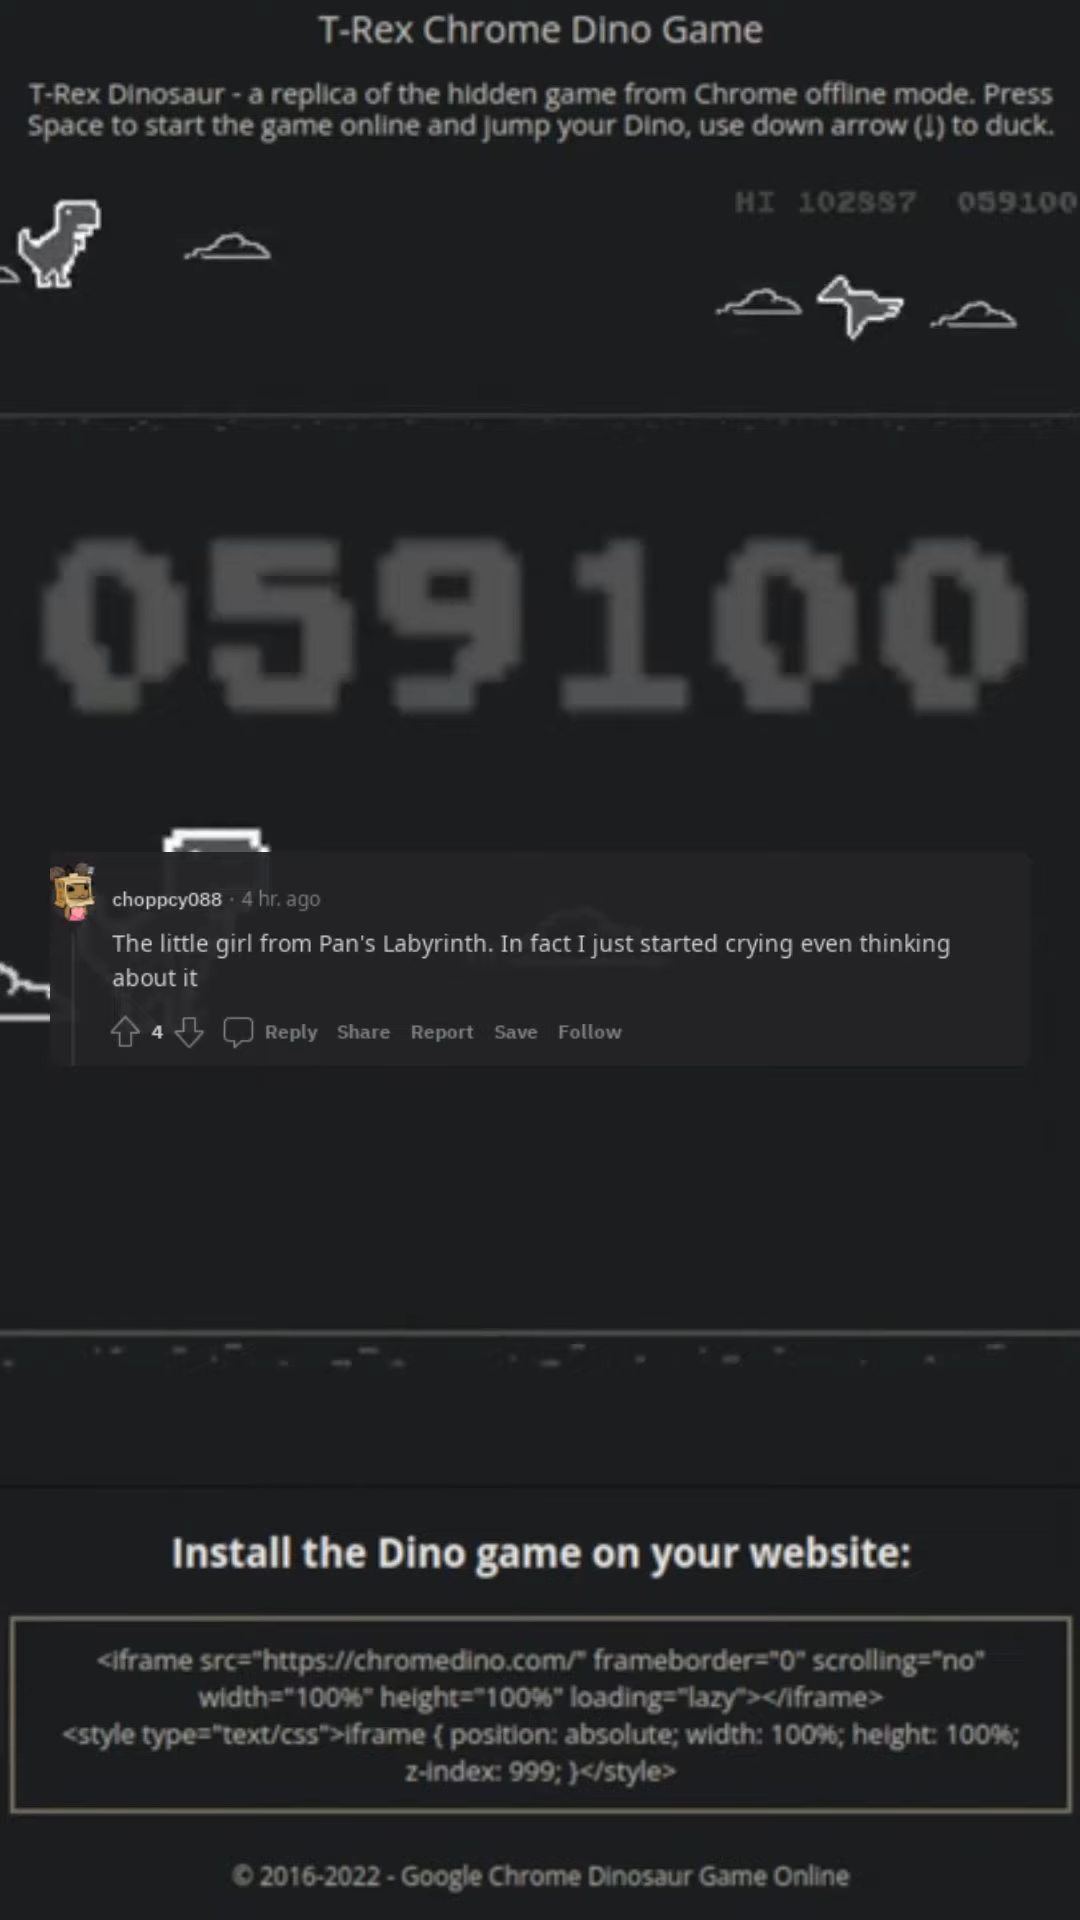 T-Rex Chrome Dino Game
T-Rex Dinosaur - a replica of the hidden game from Chrome offline mode. Press
Space to start the game online and jump your Dino, use down arrow (↓) to duck.
HI 102887 059100
059100
choppcy088 · 4 hr. ago
The little girl from Pan's Labyrinth. In fact I just started crying even thinking
about it
4 Reply Share Report Save Follow
Install the Dino game on your website:
<iframe src="https://chromedino.com/" frameborder="0" scrolling="no"
width="100%" height="100%" loading="lazy"></iframe>
<style type="text/css">iframe { position: absolute; width: 100%; height: 100%;
z-index: 999; }</style>
© 2016-2022 - Google Chrome Dinosaur Game Online